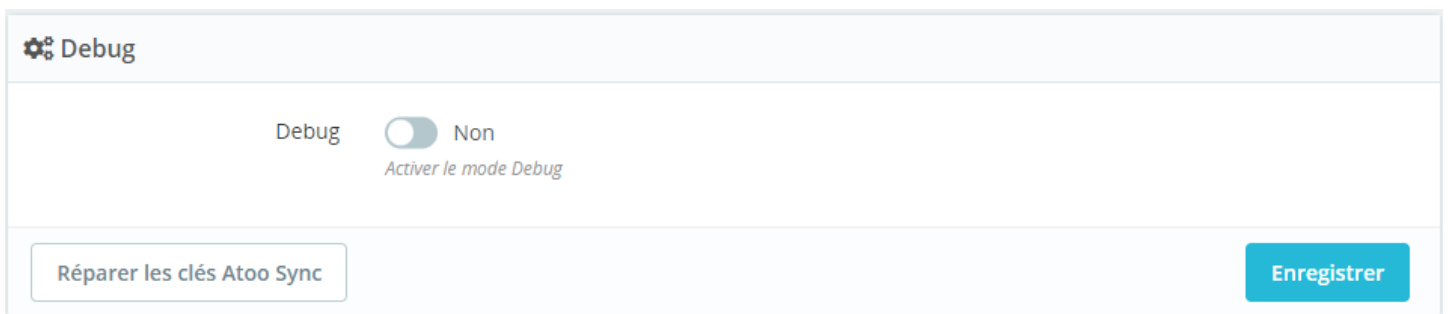 Debug
Debug Non
Activer le mode Debug
Réparer les clés Atoo Sync Enregistrer